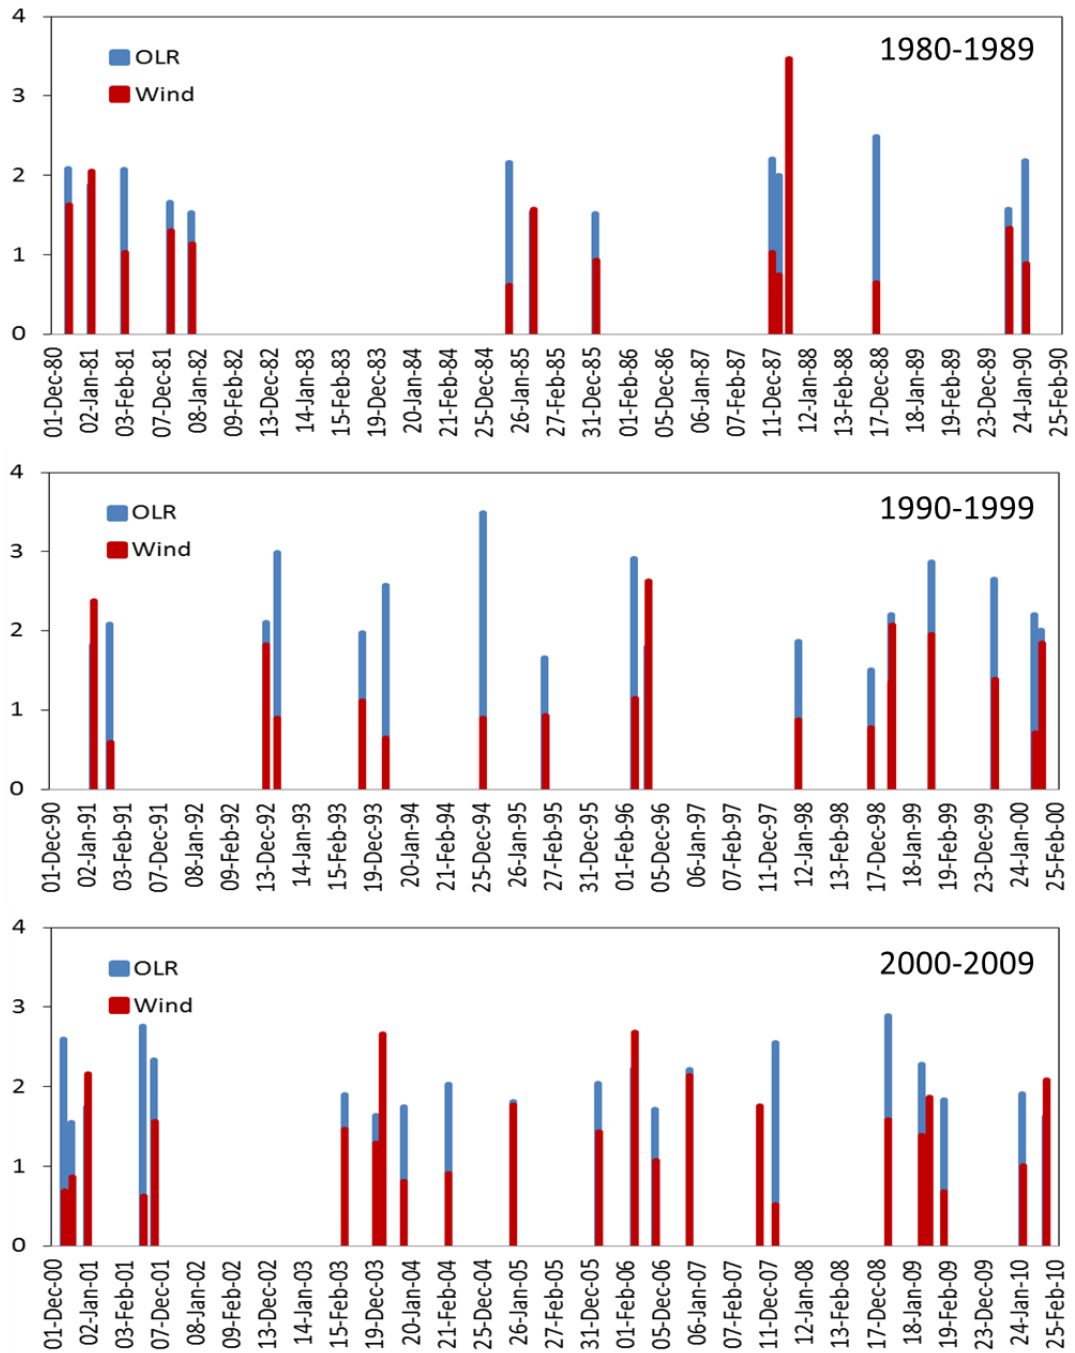 4
3
2
1
0
OLR
Wind
1980-1989
01-Dec-80
02-Jan-81
03-Feb-81
07-Dec-81
08-Jan-82
09-Feb-82
13-Dec-82
14-Jan-83
15-Feb-83
19-Dec-83
20-Jan-84
21-Feb-84
25-Dec-84
26-Jan-85
27-Feb-85
31-Dec-85
01-Feb-86
05-Dec-86
06-Jan-87
07-Feb-87
11-Dec-87
12-Jan-88
13-Feb-88
17-Dec-88
18-Jan-89
19-Feb-89
23-Dec-89
24-Jan-90
25-Feb-90
4
3
2
1
0
OLR
Wind
1990-1999
01-Dec-90
02-Jan-91
03-Feb-91
07-Dec-91
08-Jan-92
09-Feb-92
13-Dec-92
14-Jan-93
15-Feb-93
19-Dec-93
20-Jan-94
21-Feb-94
25-Dec-94
26-Jan-95
27-Feb-95
31-Dec-95
01-Feb-96
05-Dec-96
06-Jan-97
07-Feb-97
11-Dec-97
12-Jan-98
13-Feb-98
17-Dec-98
18-Jan-99
19-Feb-99
23-Dec-99
24-Jan-00
25-Feb-00
4
3
2
1
0
OLR
Wind
2000-2009
01-Dec-00
02-Jan-01
03-Feb-01
07-Dec-01
08-Jan-02
09-Feb-02
13-Dec-02
14-Jan-03
15-Feb-03
19-Dec-03
20-Jan-04
21-Feb-04
25-Dec-04
26-Jan-05
27-Feb-05
31-Dec-05
01-Feb-06
05-Dec-06
06-Jan-07
07-Feb-07
11-Dec-07
12-Jan-08
13-Feb-08
17-Dec-08
18-Jan-09
19-Feb-09
23-Dec-09
24-Jan-10
25-Feb-10